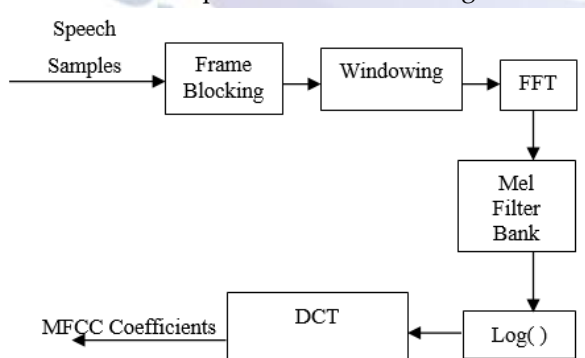 Speech
Samples
Frame
Blocking
Windowing
FFT
Mel
Filter
Bank
Log( )
DCT
MFCC Coefficients